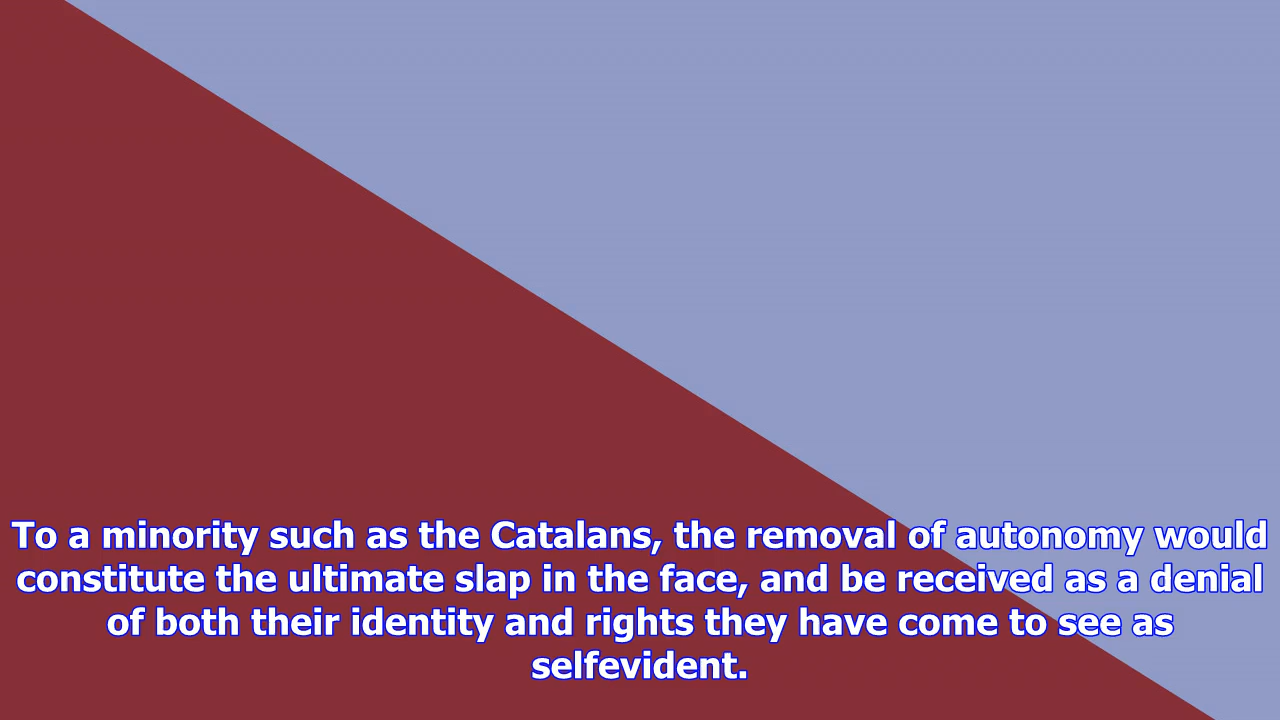 To a minority such as the Catalans, the removal of autonomy would
constitute the ultimate slap in the face, and be received as a denial
of both their identity and rights they have come to see as
selfevident.